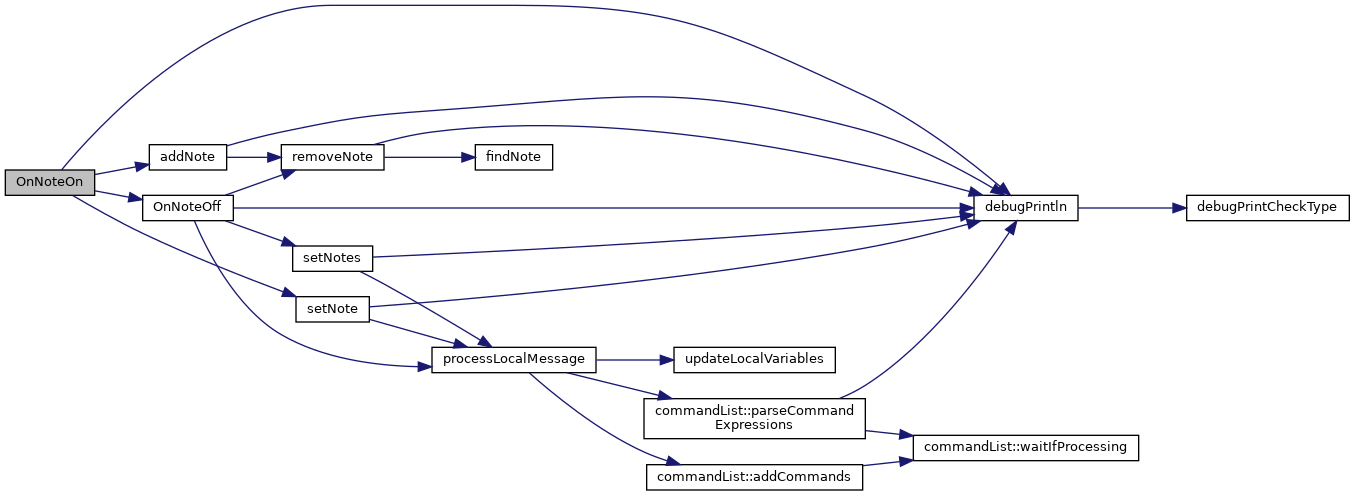 OnNoteOn
addNote
OnNoteOff
removeNote
setNotes
setNote
findNote
processLocalMessage
updateLocalVariables
commandList::parseCommand
Expressions
commandList::addCommands
commandList::waitIfProcessing
debugPrintln
debugPrintCheckType